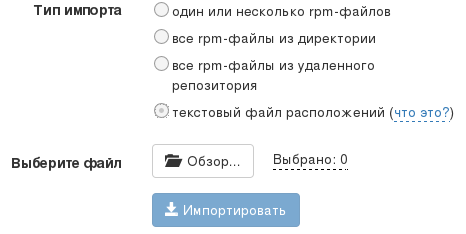 Тип импорта
один или несколько rpm-файлов
все rpm-файлы из директории
все rpm-файлы из удаленного
репозитория
текстовый файл расположений (что это?)
Выберите файл
Обзор...
Выбрано: 0
Импортировать